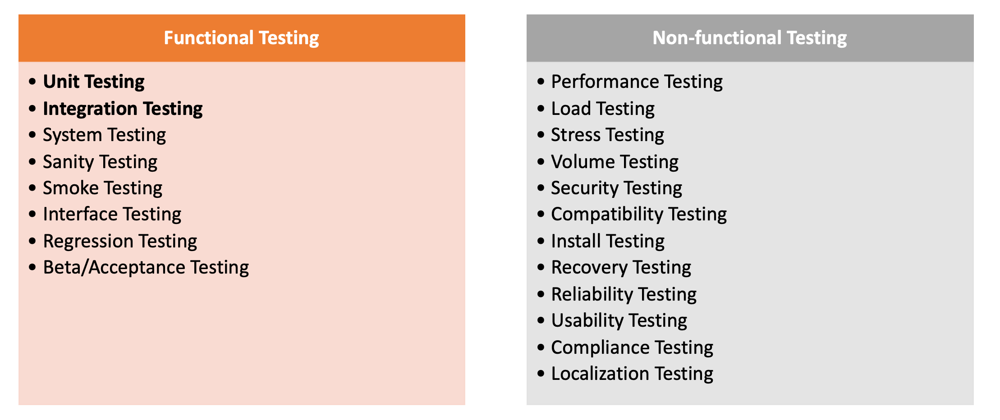 Functional Testing
• Unit Testing
• Integration Testing
• System Testing
• Sanity Testing
• Smoke Testing
• Interface Testing
• Regression Testing
• Beta/Acceptance Testing
Non-functional Testing
• Performance Testing
• Load Testing
• Stress Testing
• Volume Testing
• Security Testing
• Compatibility Testing
• Install Testing
• Recovery Testing
• Reliability Testing
• Usability Testing
• Compliance Testing
• Localization Testing